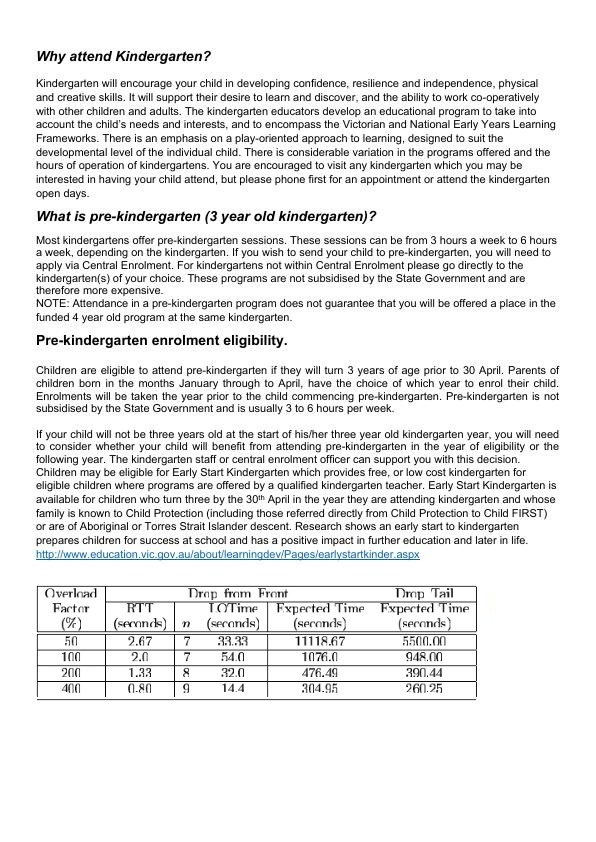 Why attend Kindergarten?
Kindergarten will encourage your child in developing confidence, resilience and independence, physical
and creative skills. It will support their desire to learn and discover, and the ability to work co-operatively
with other children and adults. The kindergarten educators develop an educational program to take into
account the child's needs and interests, and to encompass the Victorian and National Early Years Learning
Frameworks. There is an emphasis on a play-oriented approach to learning, designed to suit the
developmental level of the individual child. There is considerable variation in the programs offered and the
hours of operation of kindergartens. You are encouraged to visit any kindergarten which you may be
interested in having your child attend, but please phone first for an appointment or attend the kindergarten
open days.
What is pre-kindergarten (3 year old kindergarten)?
Most kindergartens offer pre-kindergarten sessions. These sessions can be from 3 hours a week to 6 hours
a week, depending on the kindergarten. If you wish to send your child to pre-kindergarten, you will need to
apply via Central Enrolment. For kindergartens not within Central Enrolment please go directly to the
kindergarten(s) of your choice. These programs are not subsidised by the State Government and are
therefore more expensive.
NOTE: Attendance in a pre-kindergarten program does not guarantee that you will be offered a place in the
funded 4 year old program at the same kindergarten.
Pre-kindergarten enrolment eligibility.
Children are eligible to attend pre-kindergarten if they will turn 3 years of age prior to 30 April. Parents of
children born in the months January through to April, have the choice of which year to enrol their child.
Enrolments will be taken the year prior to the child commencing pre-kindergarten. Pre-kindergarten is not
subsidised by the State Government and is usually 3 to 6 hours per week.
If your child will not be three years old at the start of his/her three year old kindergarten year, you will need
to consider whether your child will benefit from attending pre-kindergarten in the year of eligibility or the
following year. The kindergarten staff or central enrolment officer can support you with this decision.
Children may be eligible for Early Start Kindergarten which provides free, or low cost kindergarten for
eligible children where programs are offered by a qualified kindergarten teacher. Early Start Kindergarten is
available for children who turn three by the 30th April in the year they are attending kindergarten and whose
family is known to Child Protection (including those referred directly from Child Protection to Child FIRST)
or are of Aboriginal or Torres Strait Islander descent. Research shows an early start to kindergarten
prepares children for success at school and has a positive impact in further education and later in life.
http://www.education.vic.gov.au/about/learningdev/Pages/earlystartkinder.aspx
Overload Drop from Front Drop Tail
Factor RTT LQTime Expected Time Expected Time
(%) (seconds) n (seconds) (seconds) (seconds)
50 2.67 7 33.33 11118.67 5500.00
100 2.0 7 54.0 1076.0 948.00
200 1.33 8 32.0 476.49 390.44
400 0.80 9 14.4 304.95 260.25